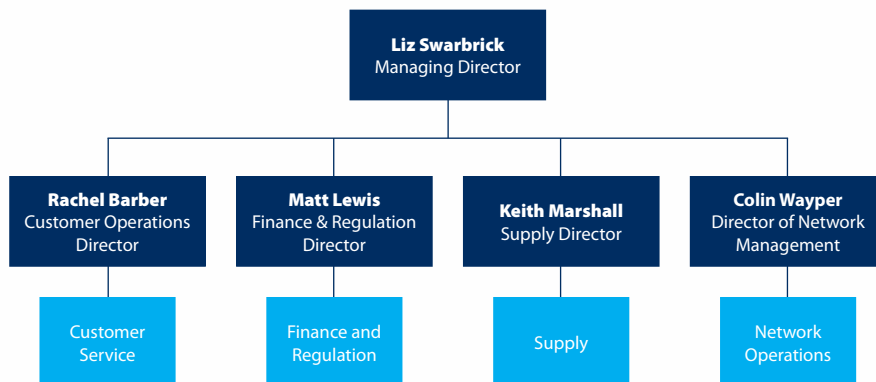 Liz Swarbrick
Managing Director
Rachel Barber
Customer Operations
Director
Matt Lewis
Finance & Regulation
Director
Keith Marshall
Supply Director
Colin Wayper
Director of Network
Management
Customer
Service
Finance and
Regulation
Supply
Network
Operations